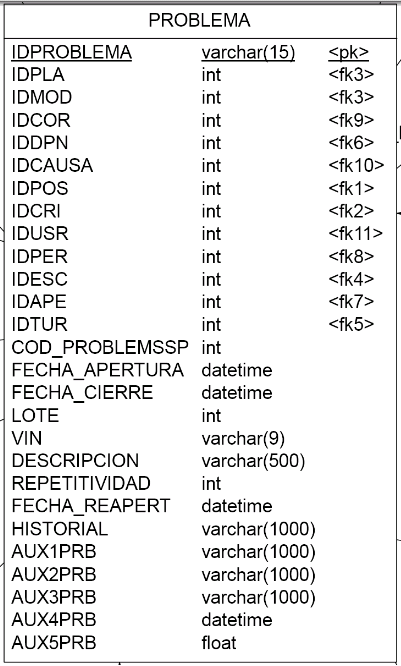 PROBLEMA
IDPROBLEMA varchar(15) <pk>
IDPLA int <fk3>
IDMOD int <fk3>
IDCOR int <fk9>
IDDPN int <fk6>
IDCAUSA int <fk10>
IDPOS int <fk1>
IDCRI int <fk2>
IDUSR int <fk11>
IDPER int <fk8>
IDESC int <fk4>
IDAPE int <fk7>
IDTUR int <fk5>
COD_PROBLEMSSP int
FECHA_APERTURA datetime
FECHA_CIERRE datetime
LOTE int
VIN varchar(9)
DESCRIPCION varchar(500)
REPETITIVIDAD int
FECHA_REAPERT datetime
HISTORIAL varchar(1000)
AUX1PRB varchar(1000)
AUX2PRB varchar(1000)
AUX3PRB varchar(1000)
AUX4PRB datetime
AUX5PRB float